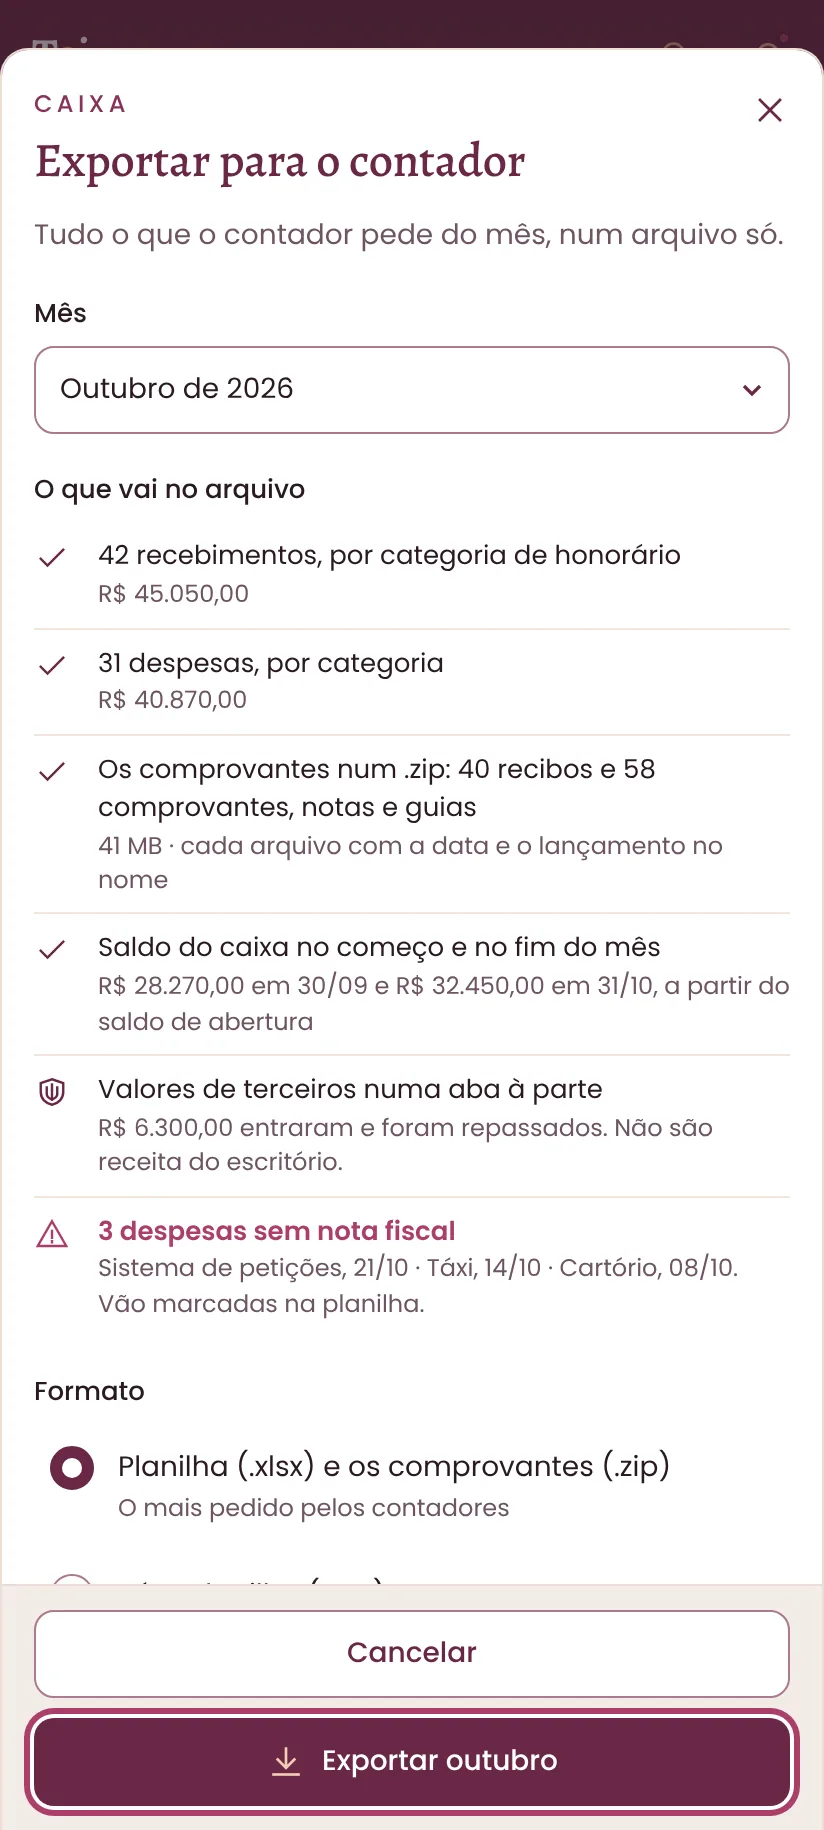 CAIXA
Exportar para o contador
Tudo o que o contador pede do mês, num arquivo só.
Mês
Outubro de 2026
O que vai no arquivo
42 recebimentos, por categoria de honorário
R$ 45.050,00
31 despesas, por categoria
R$ 40.870,00
Os comprovantes num .zip: 40 recibos e 58
comprovantes, notas e guias
41 MB · cada arquivo com a data e o lançamento no
nome
Saldo do caixa no começo e no fim do mês
R$ 28.270,00 em 30/09 e R$ 32.450,00 em 31/10, a partir do
saldo de abertura
Valores de terceiros numa aba à parte
R$ 6.300,00 entraram e foram repassados. Não são
receita do escritório.
3 despesas sem nota fiscal
Sistema de petições, 21/10 · Táxi, 14/10 · Cartório, 08/10.
Vão marcadas na planilha.
Formato
Planilha (.xlsx) e os comprovantes (.zip)
O mais pedido pelos contadores
Cancelar
Exportar outubro